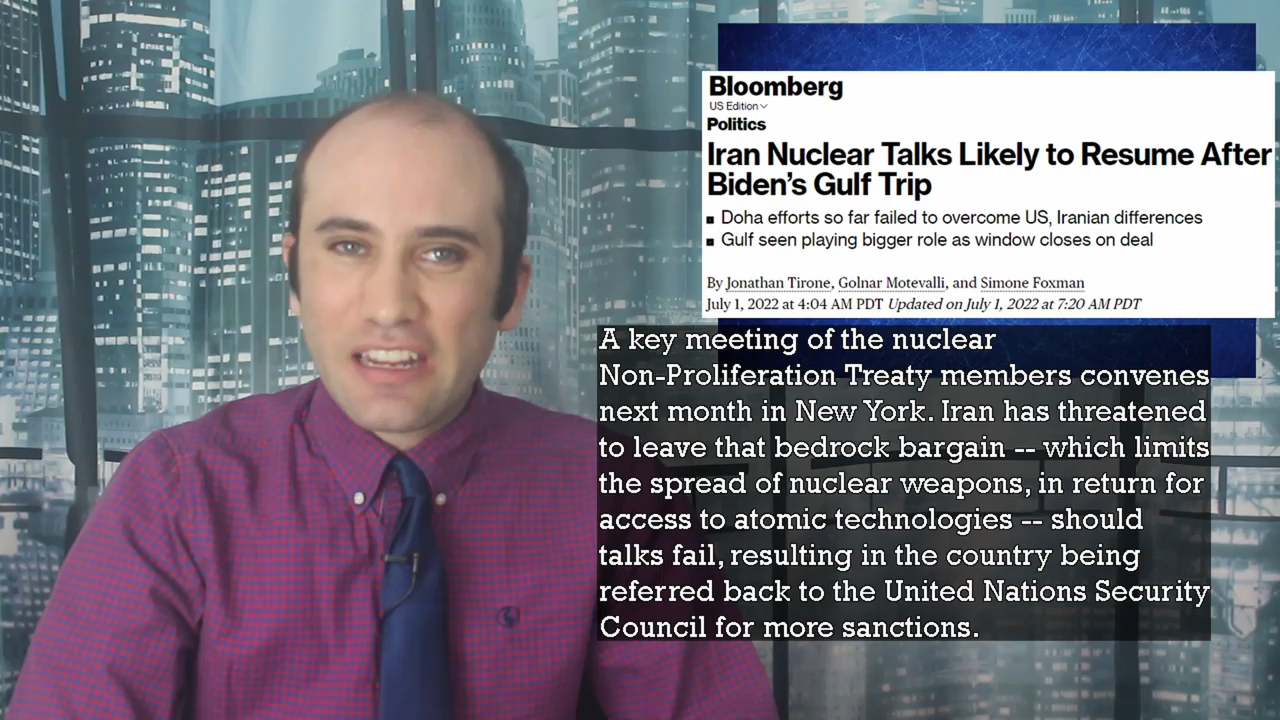 Bloomberg
US Edition
Politics
Iran Nuclear Talks Likely to Resume After
Biden's Gulf Trip
Doha efforts so far failed to overcome US, Iranian differences
Gulf seen playing bigger role as window closes on deal
By Jonathan Tirone, Golnar Motevalli, and Simone Foxman
July 1, 2022 at 4:04 AM PDT Updated on July 1, 2022 at 7:20 AM PDT
A key meeting of the nuclear
Non-Proliferation Treaty members convenes
next month in New York. Iran has threatened
to leave that bedrock bargain -- which limits
the spread of nuclear weapons, in return for
access to atomic technologies -- should
talks fail, resulting in the country being
referred back to the United Nations Security
Council for more sanctions.